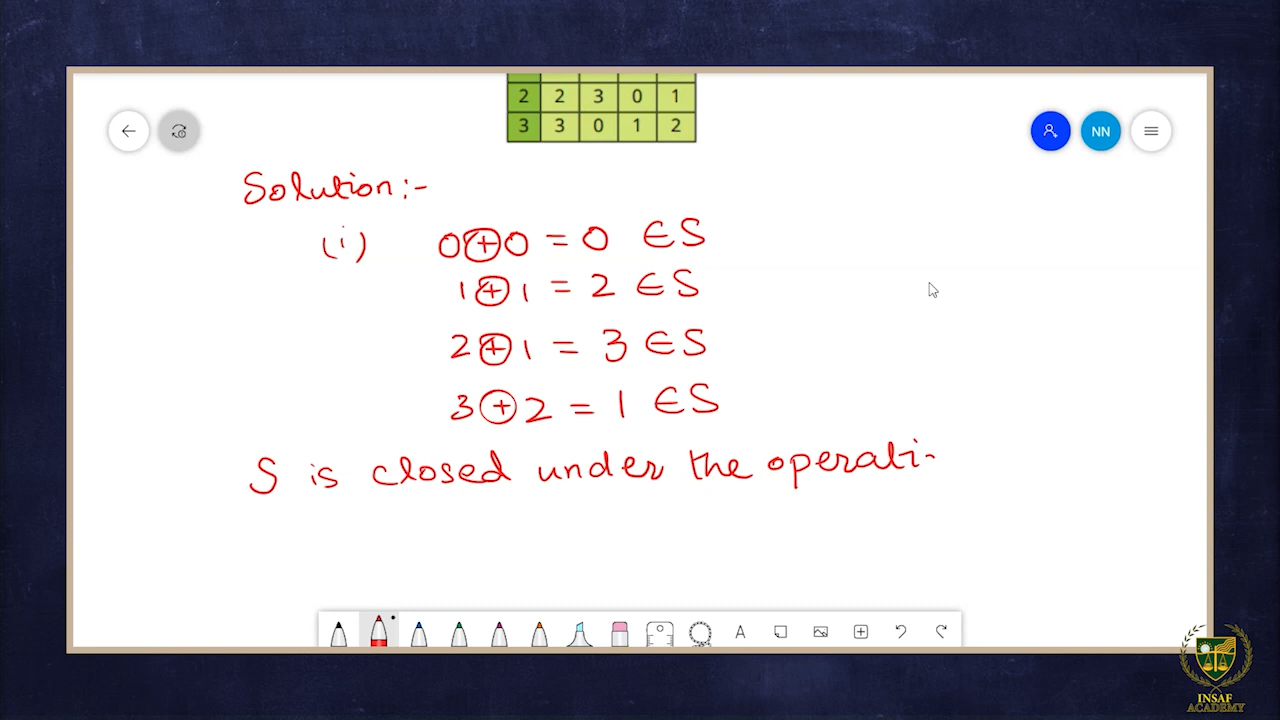 2 2 3 0 1
3 3 0 1 2
NN
Solution:-
(i) 0⊕0 = 0 ∈S
1⊕1 = 2 ∈S
2⊕1 = 3 ∈S
3⊕2 = 1 ∈S
S is closed under the operati-
A
INSAF
ACADEMY